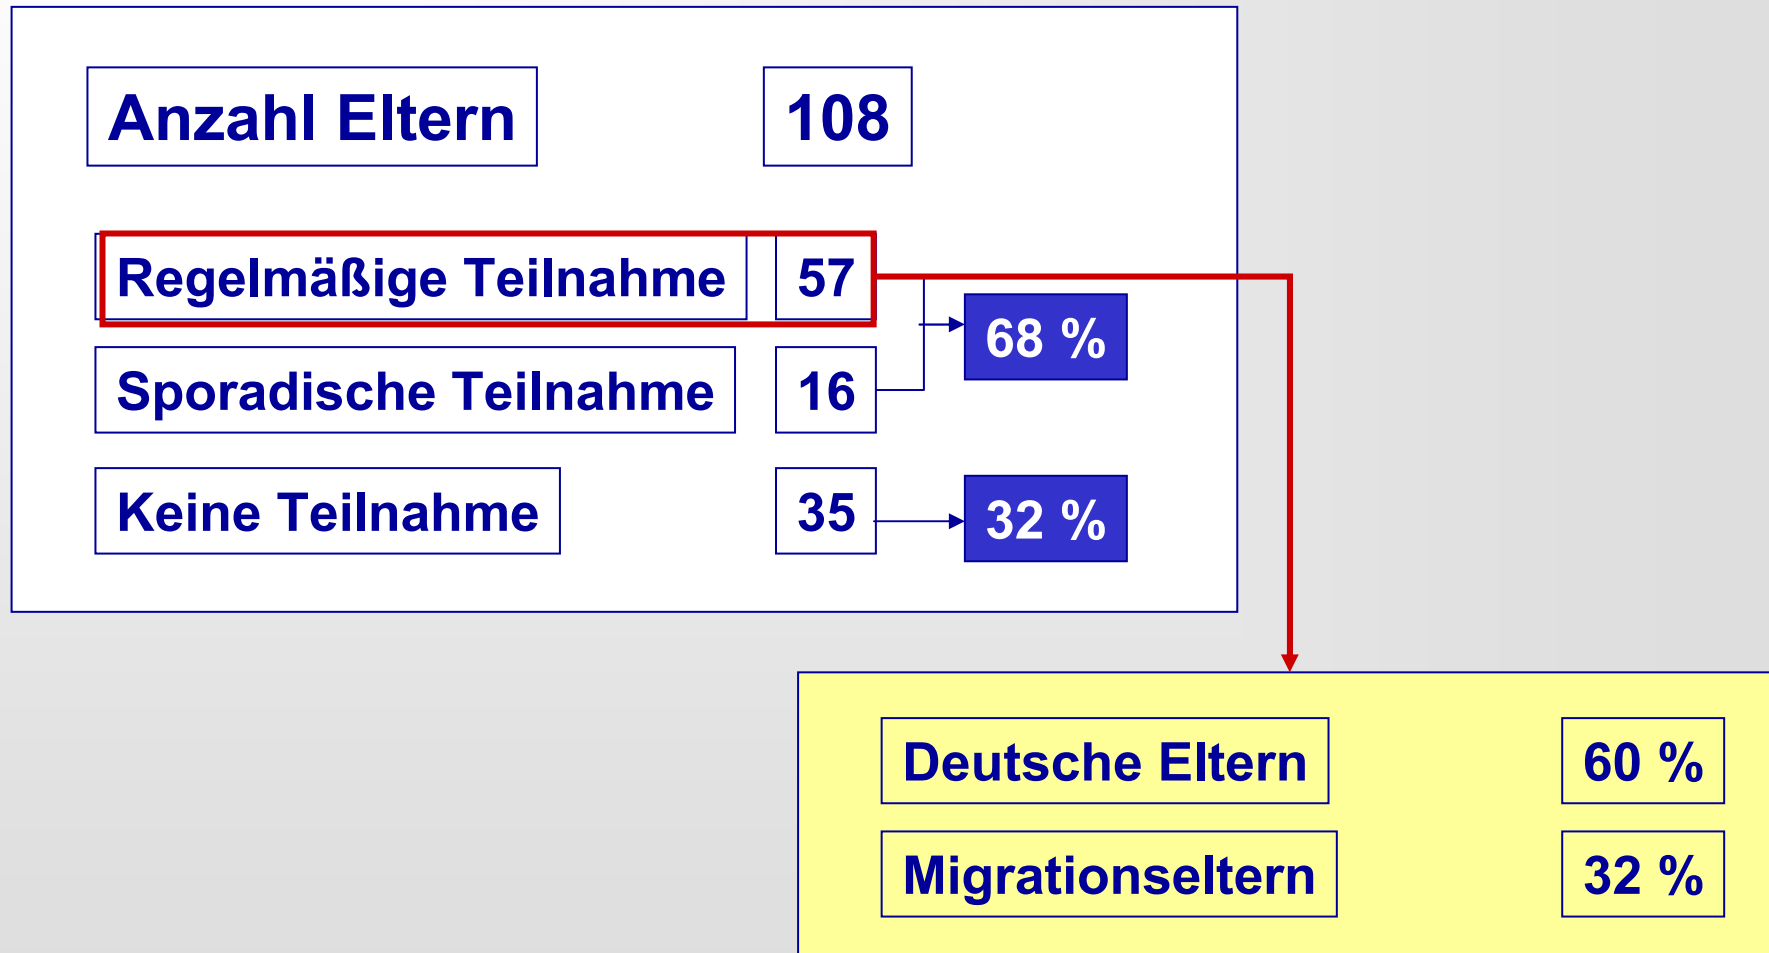 Anzahl Eltern 108
Regelmäßige Teilnahme 57
68 %
Sporadische Teilnahme 16
Keine Teilnahme 35 32 %
Deutsche Eltern 60 %
Migrationseltern 32 %